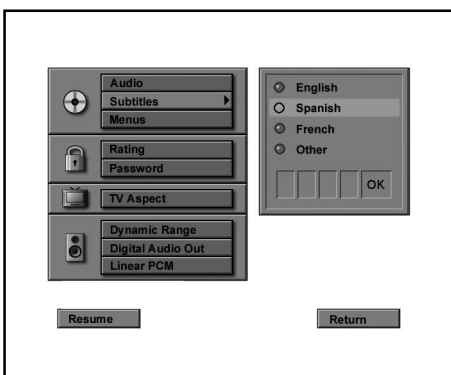 Audio
Subtitles
Menus
Rating
Password
TV Aspect
Dynamic Range
Digital Audio Out
Linear PCM
English
Spanish
French
Other
OK
Resume
Return